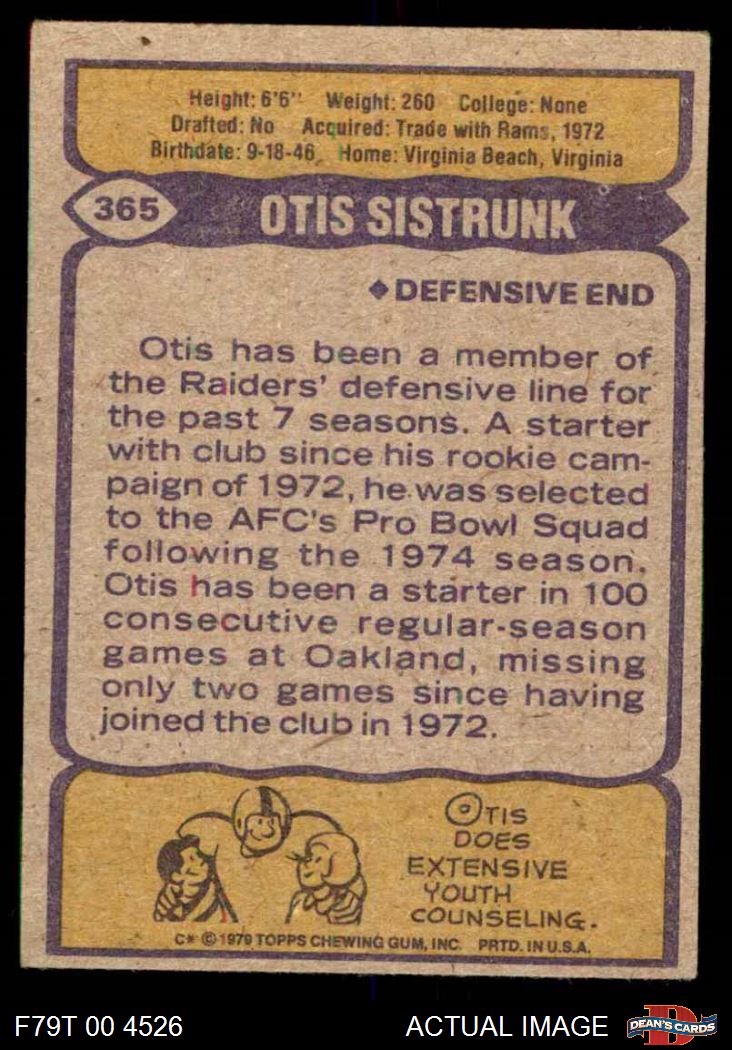 Height: 6'6'' Weight: 260 College: None
Drafted: No Acquired: Trade with Rams, 1972
Birthdate: 9-18-46 Home: Virginia Beach, Virginia
365 OTIS SISTRUNK
◆ DEFENSIVE END
Otis has been a member of
the Raiders' defensive line for
the past 7 seasons. A starter
with club since his rookie cam-
paign of 1972, he was selected
to the AFC's Pro Bowl Squad
following the 1974 season.
Otis has been a starter in 100
consecutive regular-season
games at Oakland, missing
only two games since having
joined the club in 1972.
OTIS
DOES
EXTENSIVE
YOUTH
COUNSELING.
C* © 1979 TOPPS CHEWING GUM, INC. PRTD. IN U.S.A.
F79T 00 4526 ACTUAL IMAGE D DEAN'S CARDS